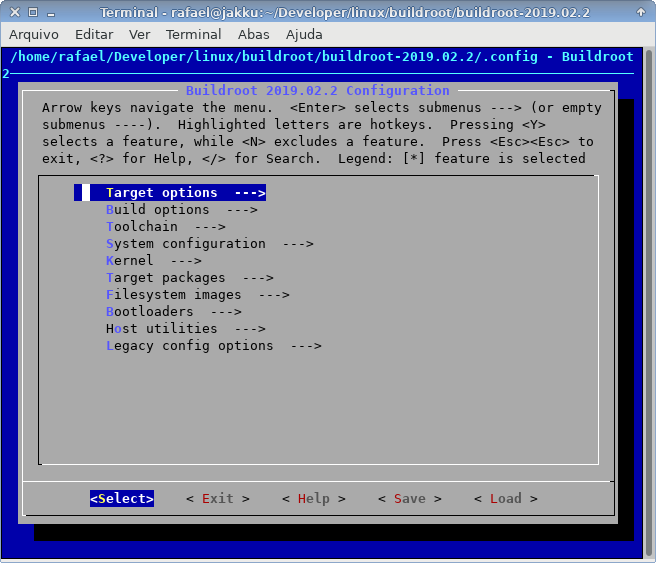 Terminal - rafael@jakku:~/Developer/linux/buildroot/buildroot-2019.02.2
Arquivo Editar Ver Terminal Abas Ajuda
/home/rafael/Developer/linux/buildroot/buildroot-2019.02.2/.config - Buildroot
2
Buildroot 2019.02.2 Configuration
Arrow keys navigate the menu.  <Enter> selects submenus ---> (or empty
submenus ----).  Highlighted letters are hotkeys.  Pressing <Y>
selects a feature, while <N> excludes a feature.  Press <Esc><Esc> to
exit, <?> for Help, </> for Search.  Legend: [*] feature is selected
Target options  --->
Build options  --->
Toolchain  --->
System configuration  --->
Kernel  --->
Target packages  --->
Filesystem images  --->
Bootloaders  --->
Host utilities  --->
Legacy config options  --->
<Select>    < Exit >    < Help >    < Save >    < Load >